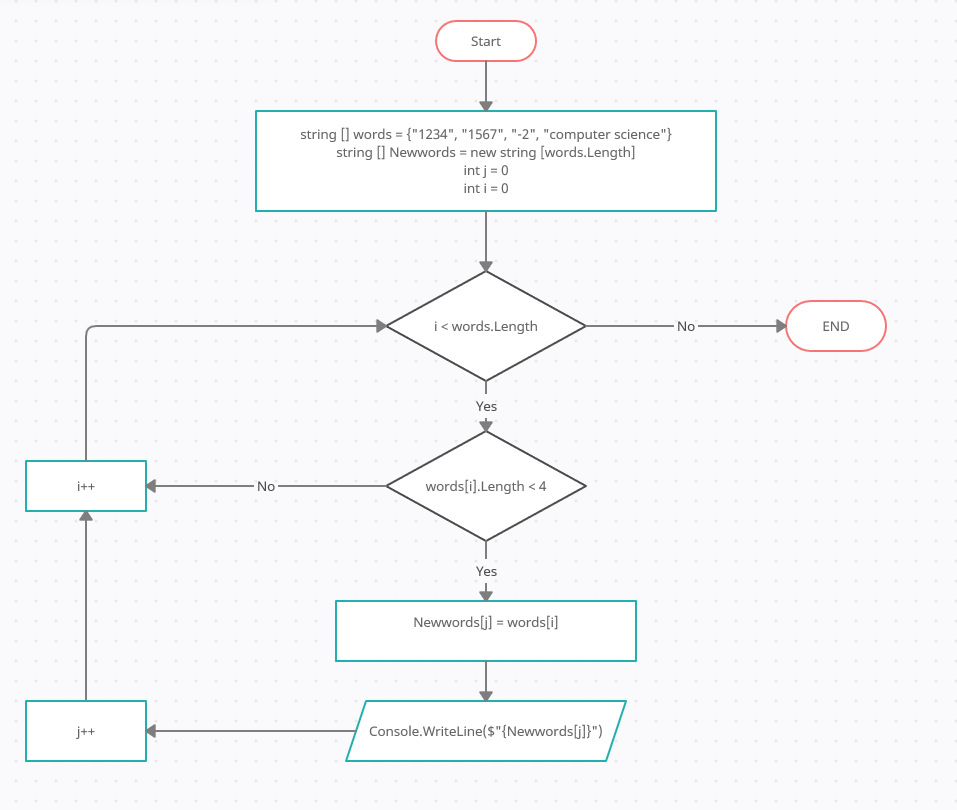 Start
string [] words = {"1234", "1567", "-2", "computer science"}
string [] Newwords = new string [words.Length]
int j = 0
int i = 0
i < words.Length
No
END
Yes
i++
No
words[i].Length < 4
Yes
Newwords[j] = words[i]
j++
Console.WriteLine($"{Newwords[j]}")